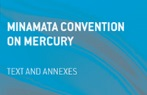 MINAMATA CONVENTION
ON MERCURY
TEXT AND ANNEXES